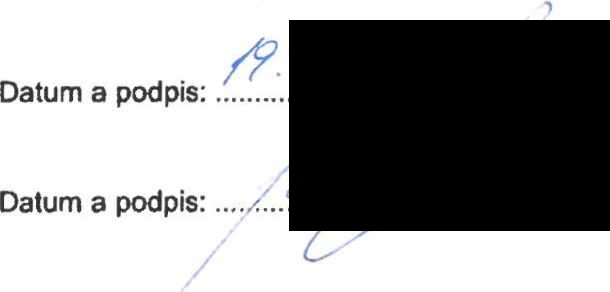 Datum a podpis: .......... 19.
Datum a podpis: ..........